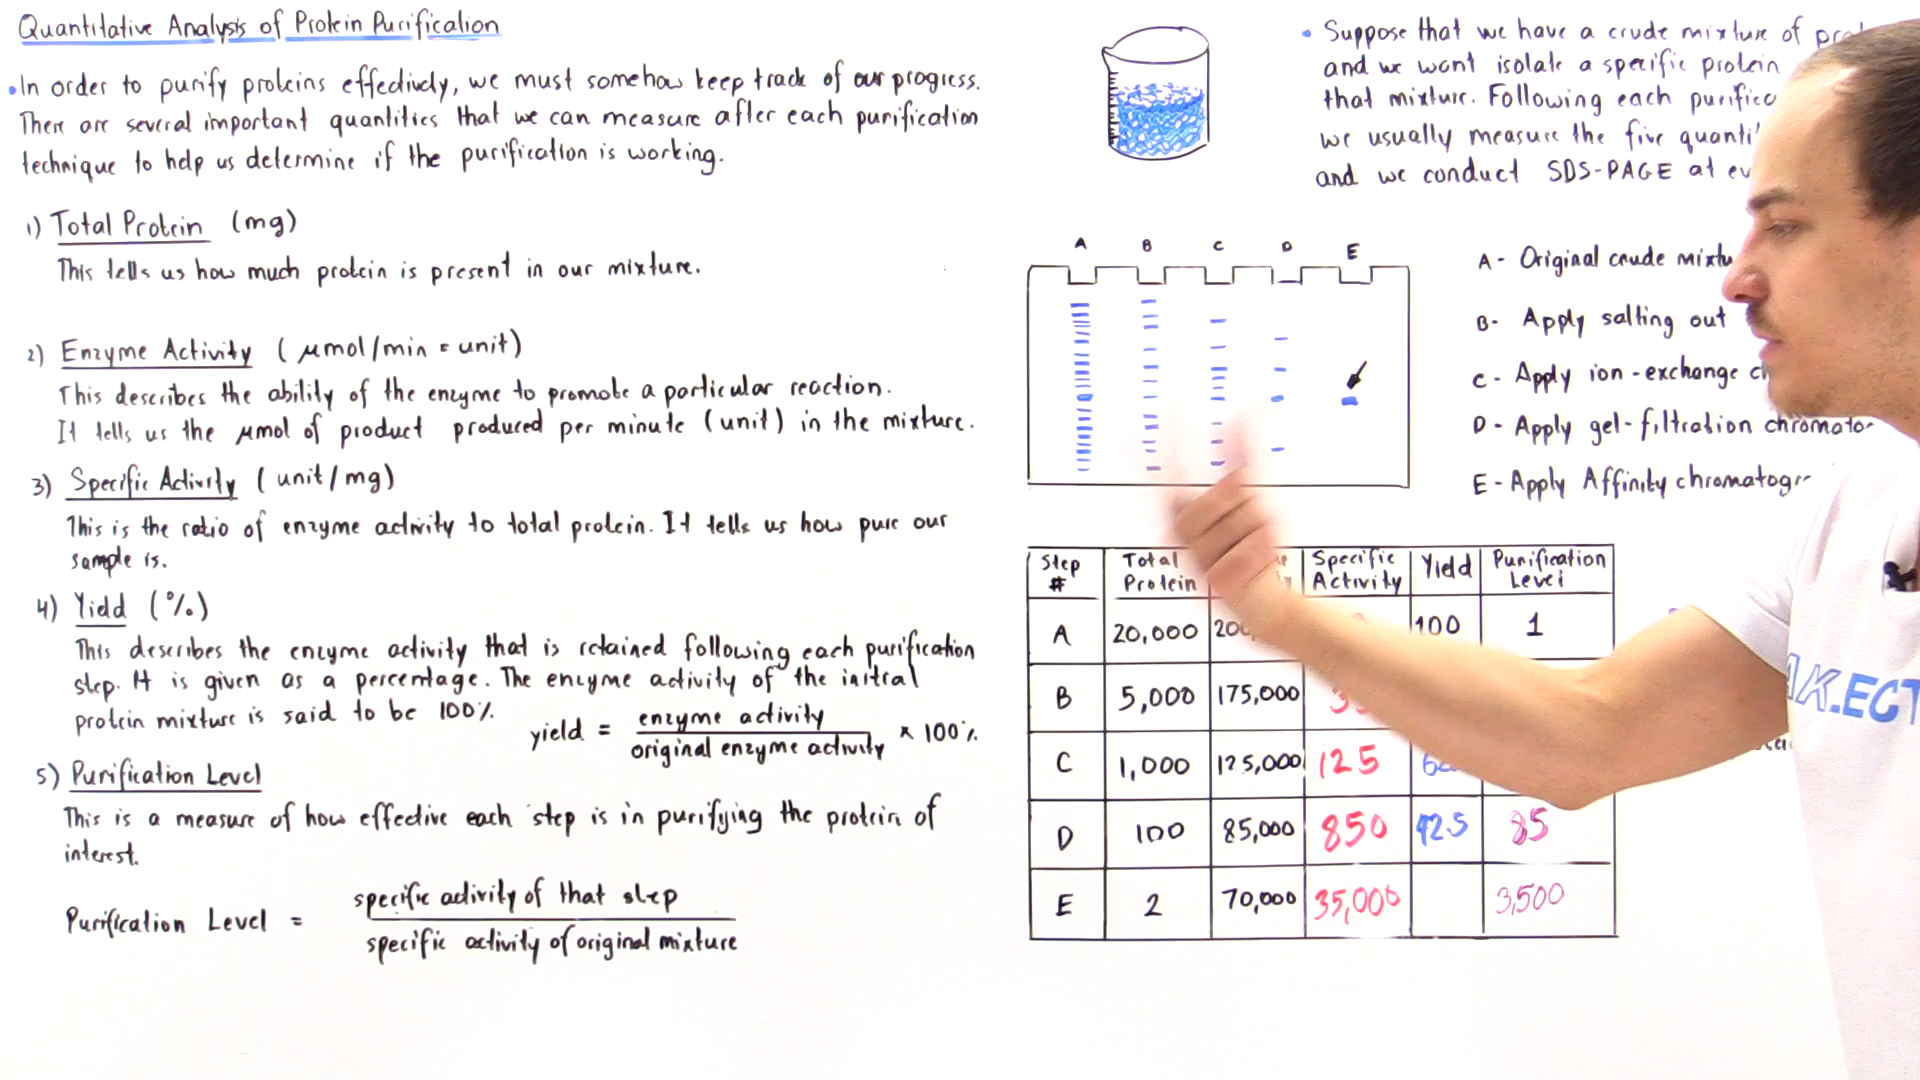 Quantitative Analysis of Protein Purification
• In order to purify proteins effectively, we must somehow keep track of our progress.
There are several important quantities that we can measure after each purification
technique to help us determine if the purification is working.
1) Total Protein (mg)
This tells us how much protein is present in our mixture.
2) Enzyme Activity (μmol/min = unit)
This describes the ability of the enzyme to promote a particular reaction.
It tells us the μmol of product produced per minute (unit) in the mixture.
3) Specific Activity (unit/mg)
This is the ratio of enzyme activity to total protein. It tells us how pure our
sample is.
4) Yield (%)
This describes the enzyme activity that is retained following each purification
step. It is given as a percentage. The enzyme activity of the initial
protein mixture is said to be 100%.
yield = enzyme activity / original enzyme activity × 100%
5) Purification Level
This is a measure of how effective each step is in purifying the protein of
interest.
Purification Level = specific activity of that step / specific activity of original mixture
• Suppose that we have a crude mixture of
and we want isolate a specific protein
that mixture. Following each
we usually measure the five
and we conduct SDS-PAGE at
A B C D E
A - Original crude
B - Apply salting out
C - Apply ion-exchange
D - Apply gel-filtration
E - Apply Affinity
Step # Total Protein Specific Activity Yield Purification Level
A 20,000 100 1
B 5,000 175,000
C 1,000 125,000 125
D 100 85,000 850 42.5 85
E 2 70,000 35,000 3,500
AK.ECT